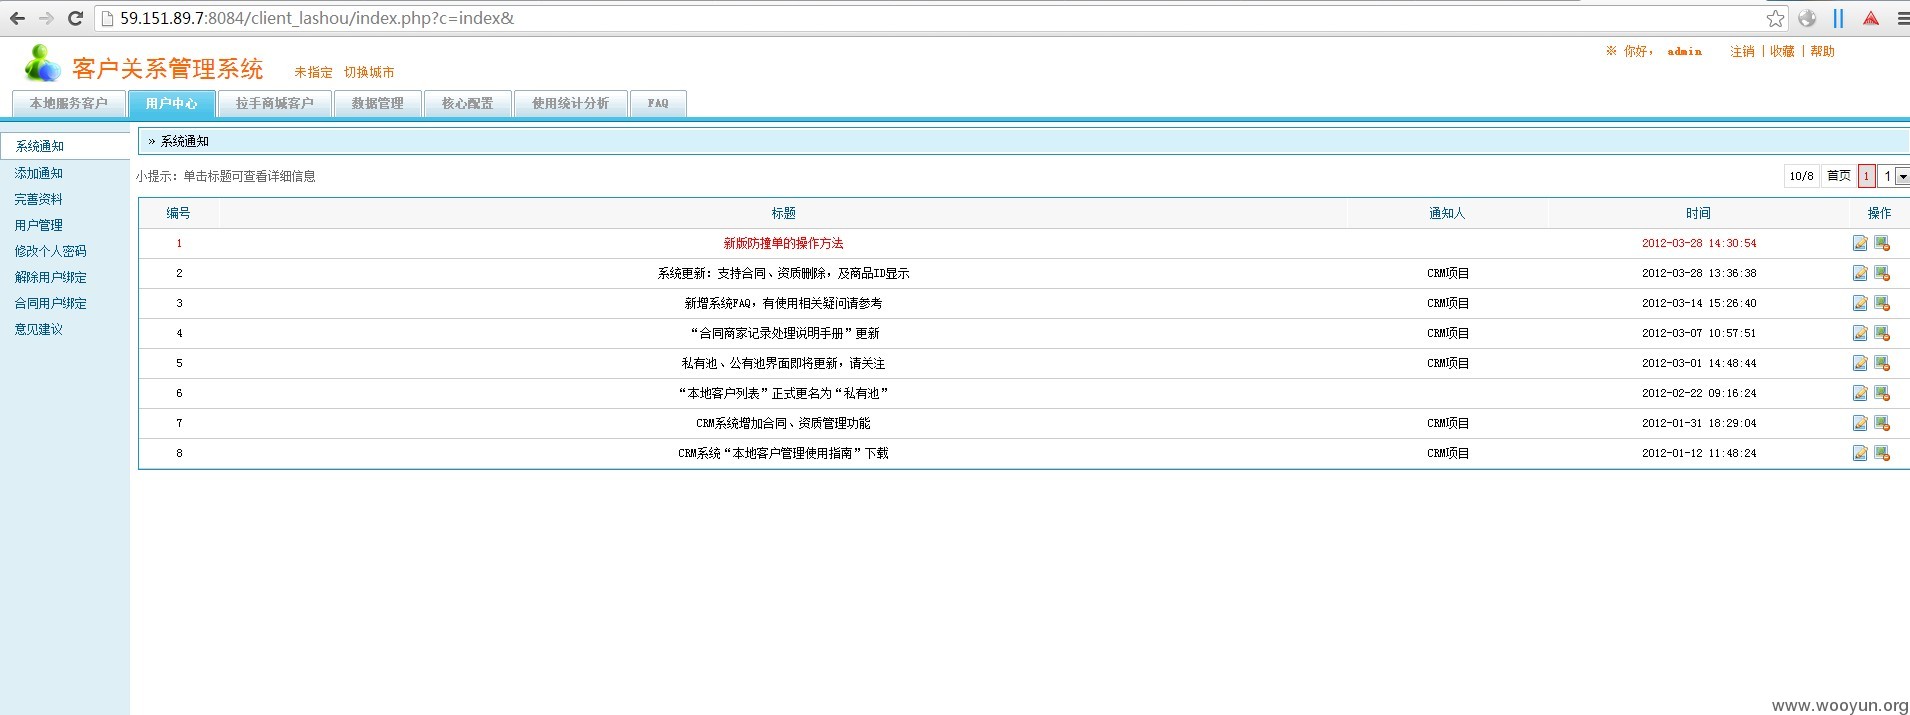 59.151.89.7:8084/client_lashou/index.php?c=index&
客户关系管理系统 未指定 切换城市
※ 你好， admin 注销 | 收藏 | 帮助
本地服务客户 用户中心 拉手商城客户 数据管理 核心配置 使用统计分析 FAQ
系统通知
添加通知
完善资料
用户管理
修改个人密码
解除用户绑定
合同用户绑定
意见建议
» 系统通知
小提示：单击标题可查看详细信息
10/8 首页 1 1
编号 标题 通知人 时间 操作
1 新版防撞单的操作方法 2012-03-28 14:30:54
2 系统更新：支持合同、资质删除，及商品ID显示 CRM项目 2012-03-28 13:36:38
3 新增系统FAQ，有使用相关疑问请参考 CRM项目 2012-03-14 15:26:40
4 “合同商家记录处理说明手册”更新 CRM项目 2012-03-07 10:57:51
5 私有池、公有池界面即将更新，请关注 CRM项目 2012-03-01 14:48:44
6 “本地客户列表”正式更名为“私有池” 2012-02-22 09:16:24
7 CRM系统增加合同、资质管理功能 CRM项目 2012-01-31 18:29:04
8 CRM系统“本地客户管理使用指南”下载 CRM项目 2012-01-12 11:48:24
www.wooyun.org